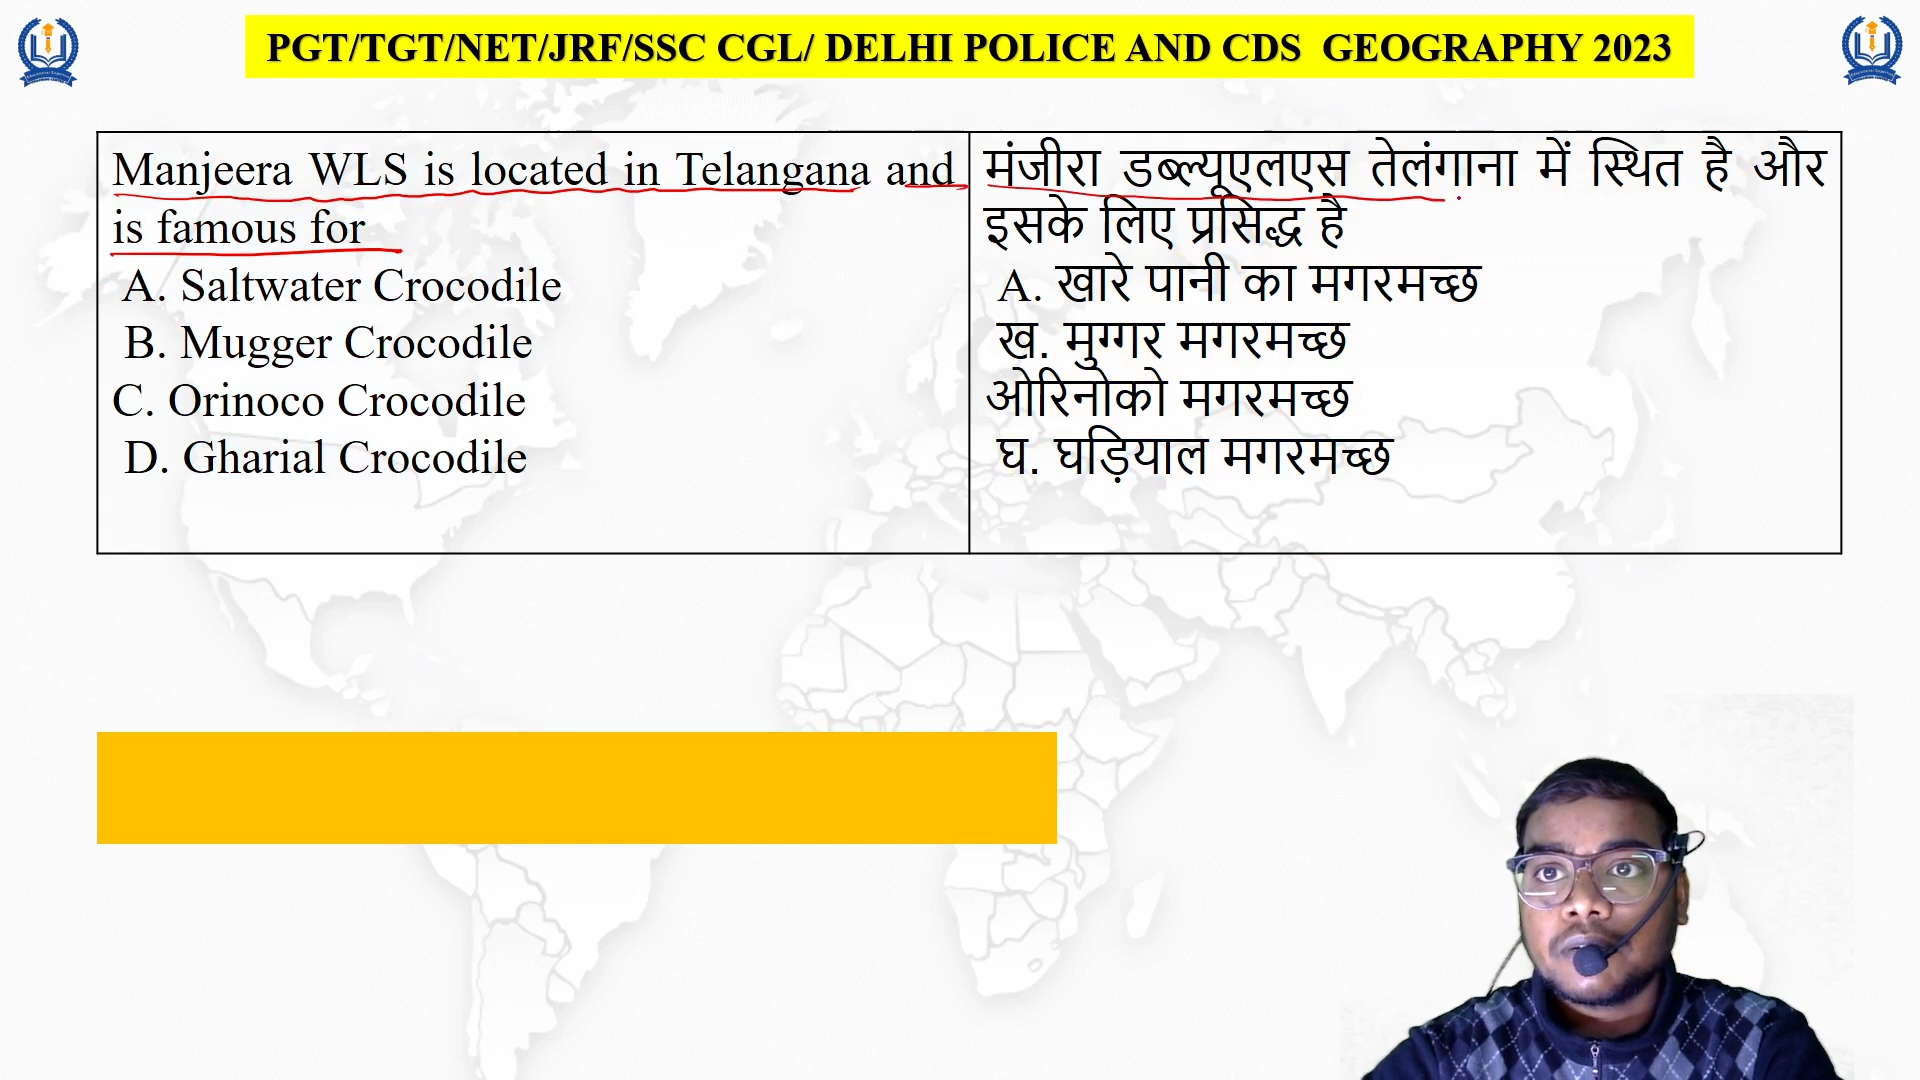 PGT/TGT/NET/JRF/SSC CGL/ DELHI POLICE AND CDS GEOGRAPHY 2023
Manjeera WLS is located in Telangana and
is famous for
A. Saltwater Crocodile
B. Mugger Crocodile
C. Orinoco Crocodile
D. Gharial Crocodile
मंजीरा डब्ल्यूएलएस तेलंगाना में स्थित है और
इसके लिए प्रसिद्ध है
A. खारे पानी का मगरमच्छ
ख. मुग्गर मगरमच्छ
ओरिनोको मगरमच्छ
घ. घड़ियाल मगरमच्छ